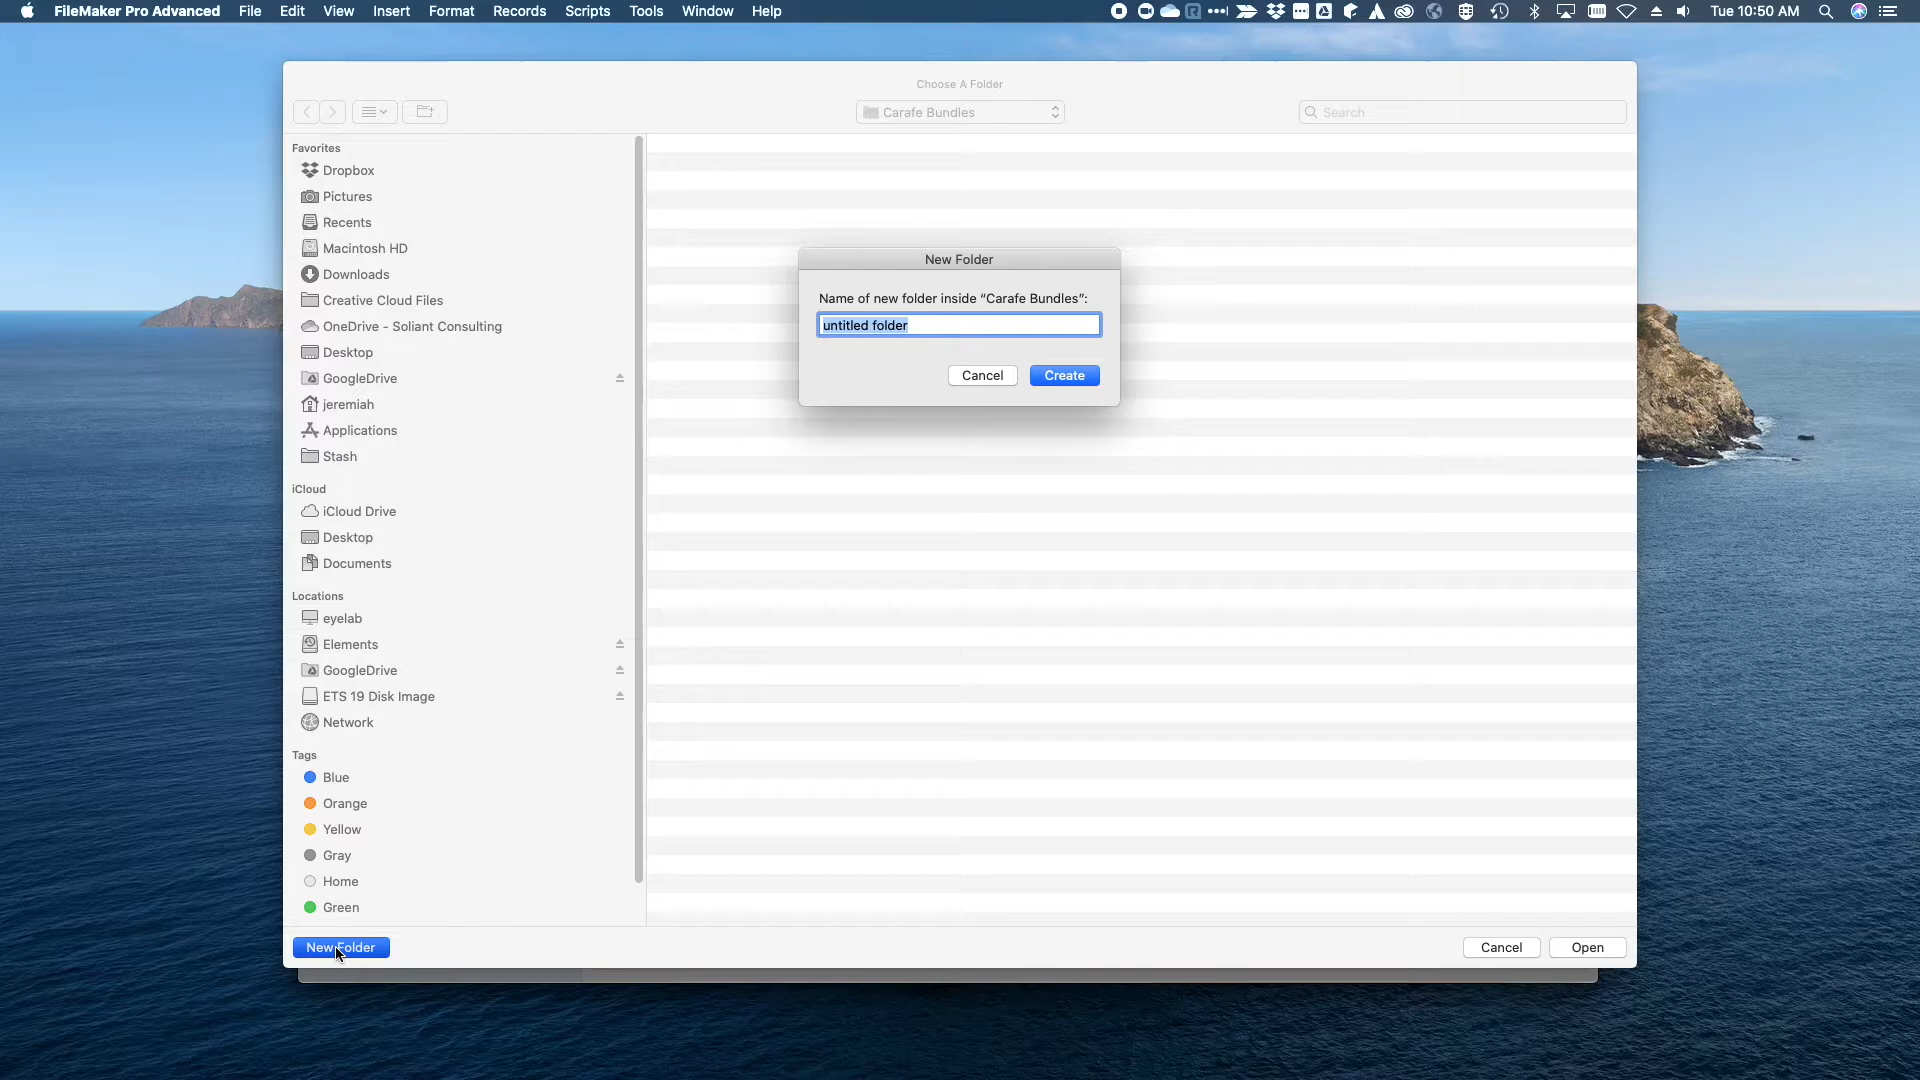 FileMaker Pro Advanced File Edit View Insert Format Records Scripts Tools Window Help Tue 10:50 AM
Choose A Folder
Carafe Bundles Search
Favorites
Dropbox
Pictures
Recents
Macintosh HD
Downloads
Creative Cloud Files
OneDrive - Soliant Consulting
Desktop
GoogleDrive
jeremiah
Applications
Stash
iCloud
iCloud Drive
Desktop
Documents
Locations
eyelab
Elements
GoogleDrive
ETS 19 Disk Image
Network
Tags
Blue
Orange
Yellow
Gray
Home
Green
New Folder
Name of new folder inside “Carafe Bundles”:
untitled folder
Cancel Create
New Folder Cancel Open